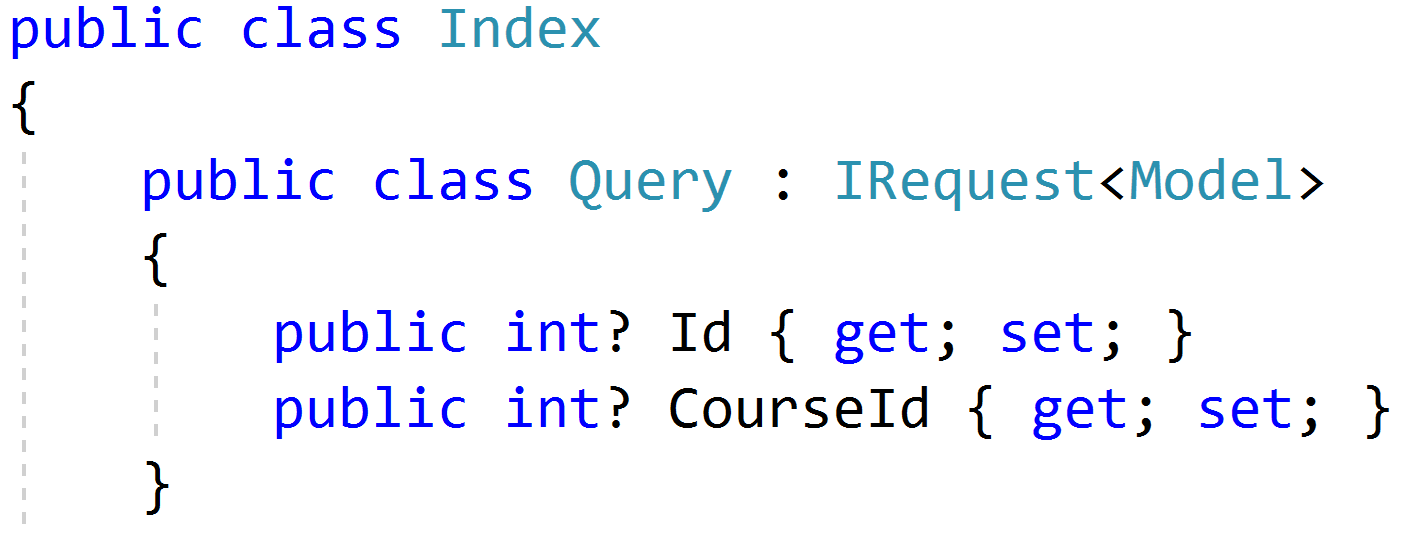 public class Index
{
    public class Query : IRequest<Model>
    {
        public int? Id { get; set; }
        public int? CourseId { get; set; }
    }